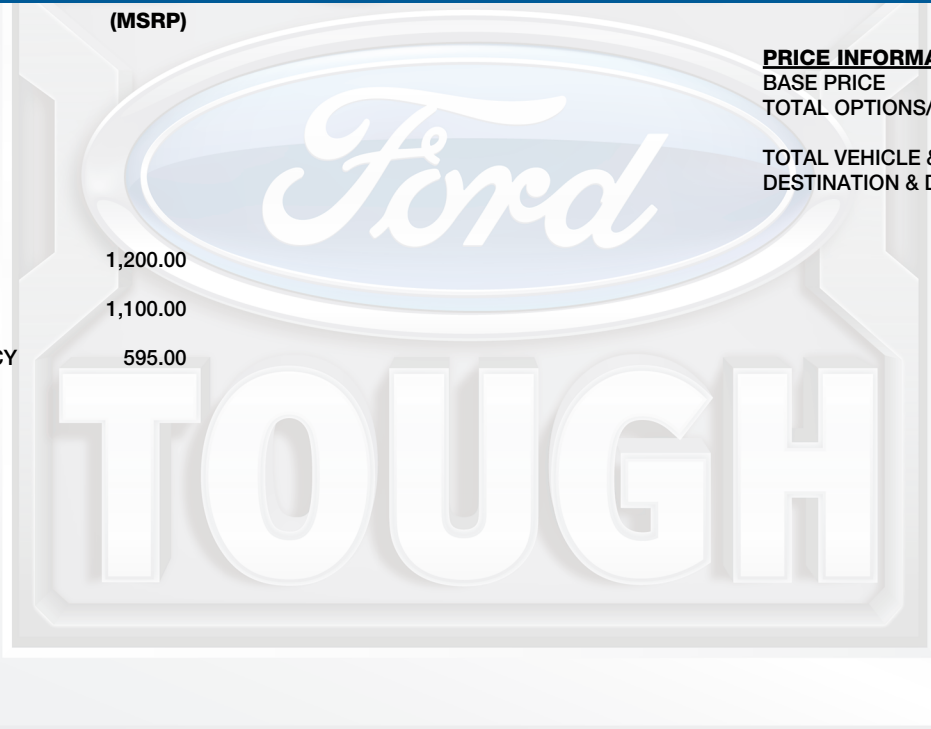 (MSRP)
PRICE INFORMA
BASE PRICE
TOTAL OPTIONS/
TOTAL VEHICLE &
DESTINATION & D
Ford
1,200.00
1,100.00
CY 595.00
TOUGH